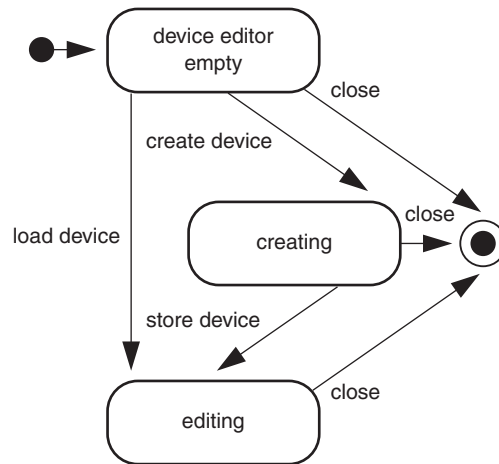 device editor
empty
close
create device
close
load device
creating
store device
close
editing